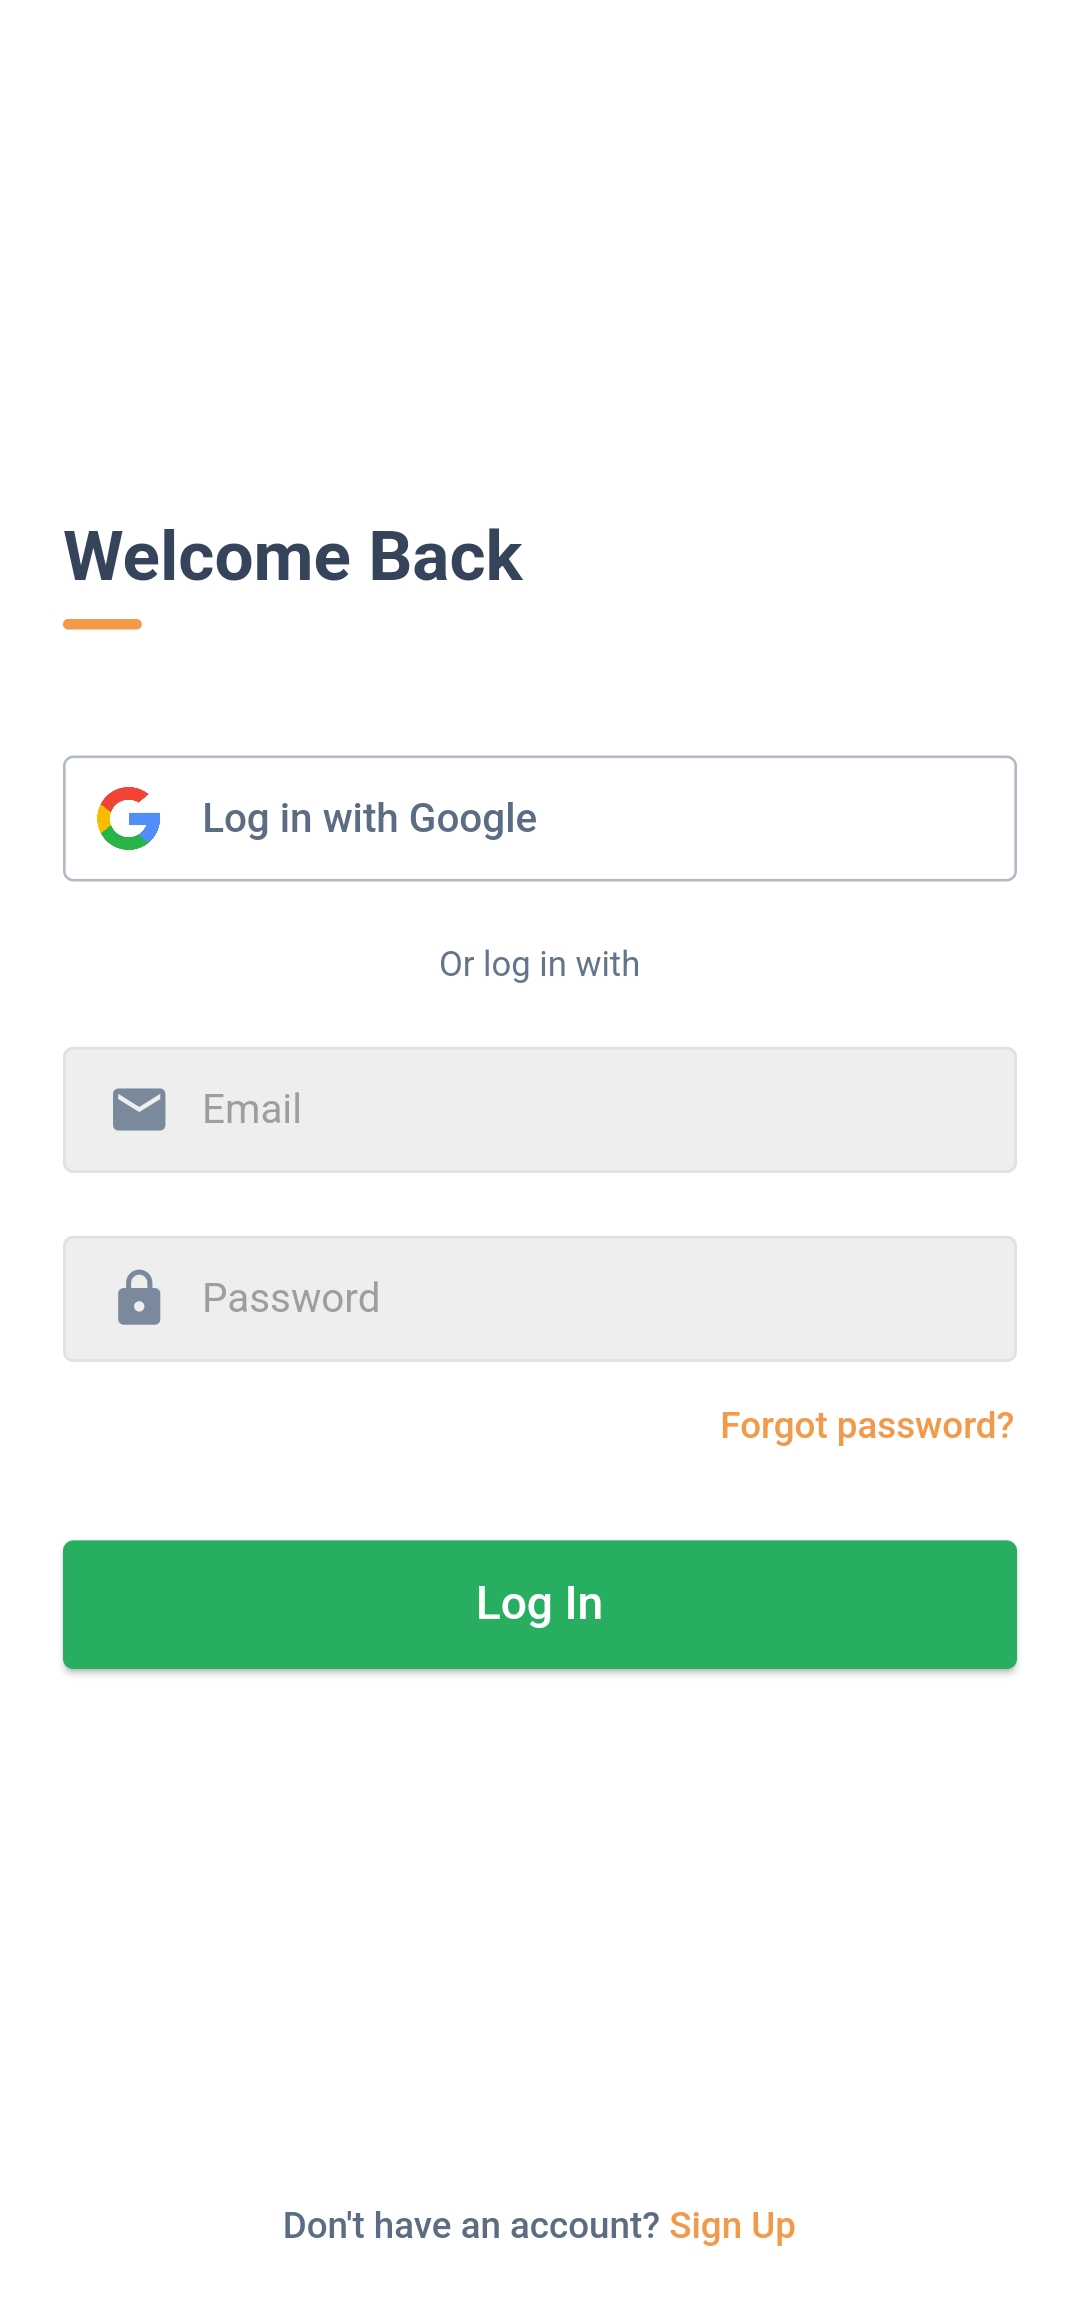 Welcome Back
Log in with Google
Or log in with
Email
Password
Forgot password?
Log In
Don't have an account? Sign Up